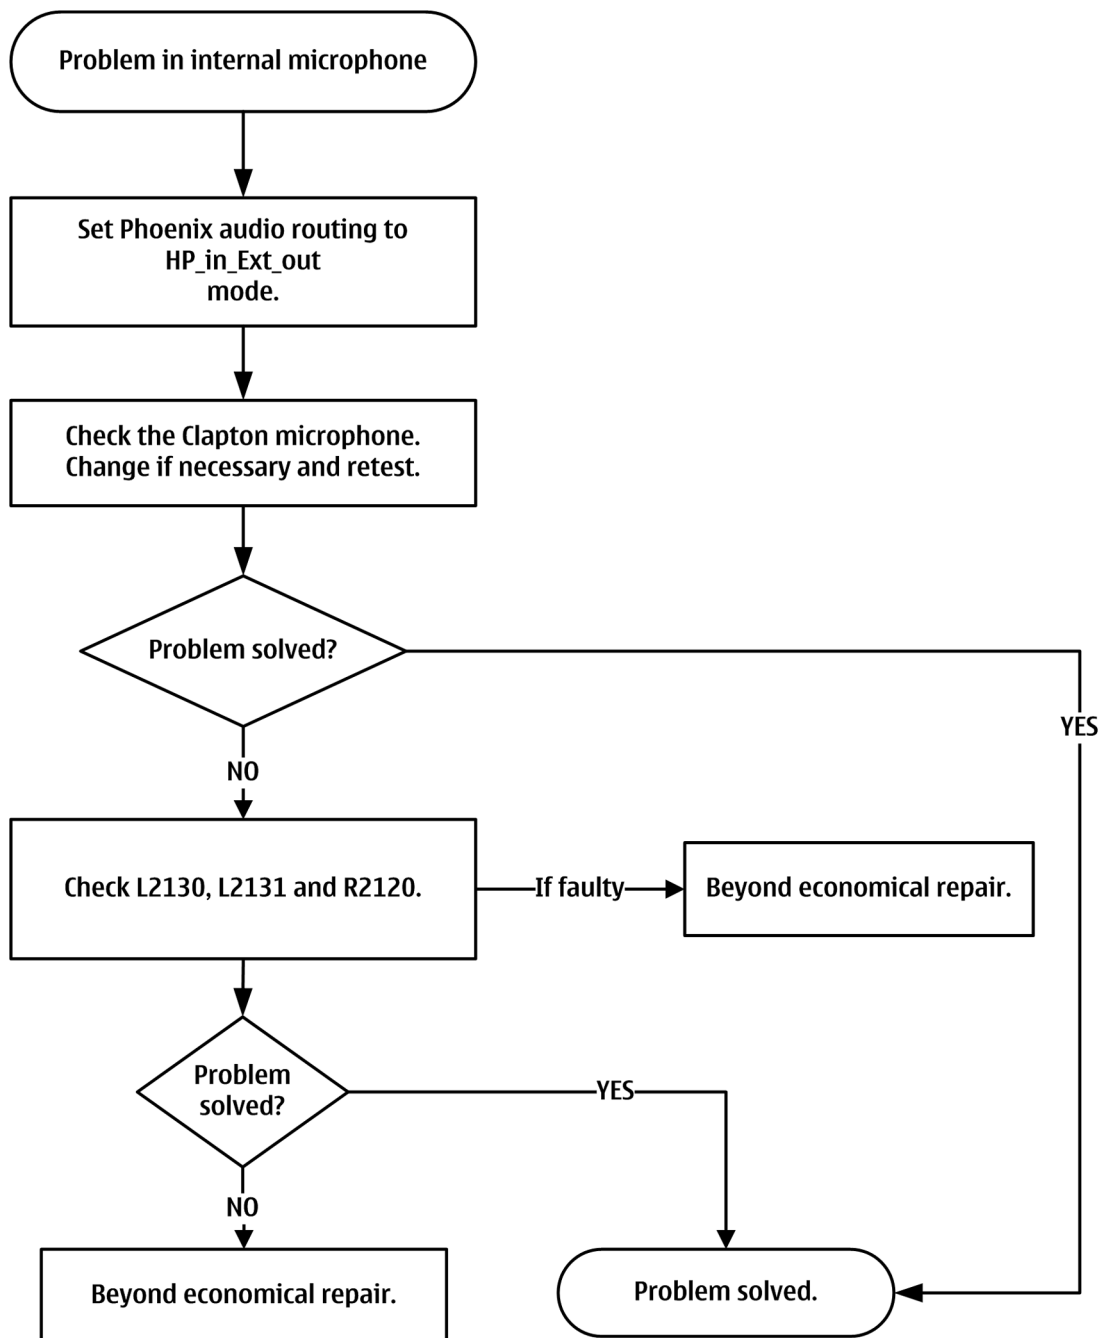 Problem in internal microphone
Set Phoenix audio routing to
HP_in_Ext_out
mode.
Check the Clapton microphone.
Change if necessary and retest.
Problem solved?
YES
NO
Check L2130, L2131 and R2120.
If faulty
Beyond economical repair.
Problem
solved?
YES
NO
Beyond economical repair.
Problem solved.